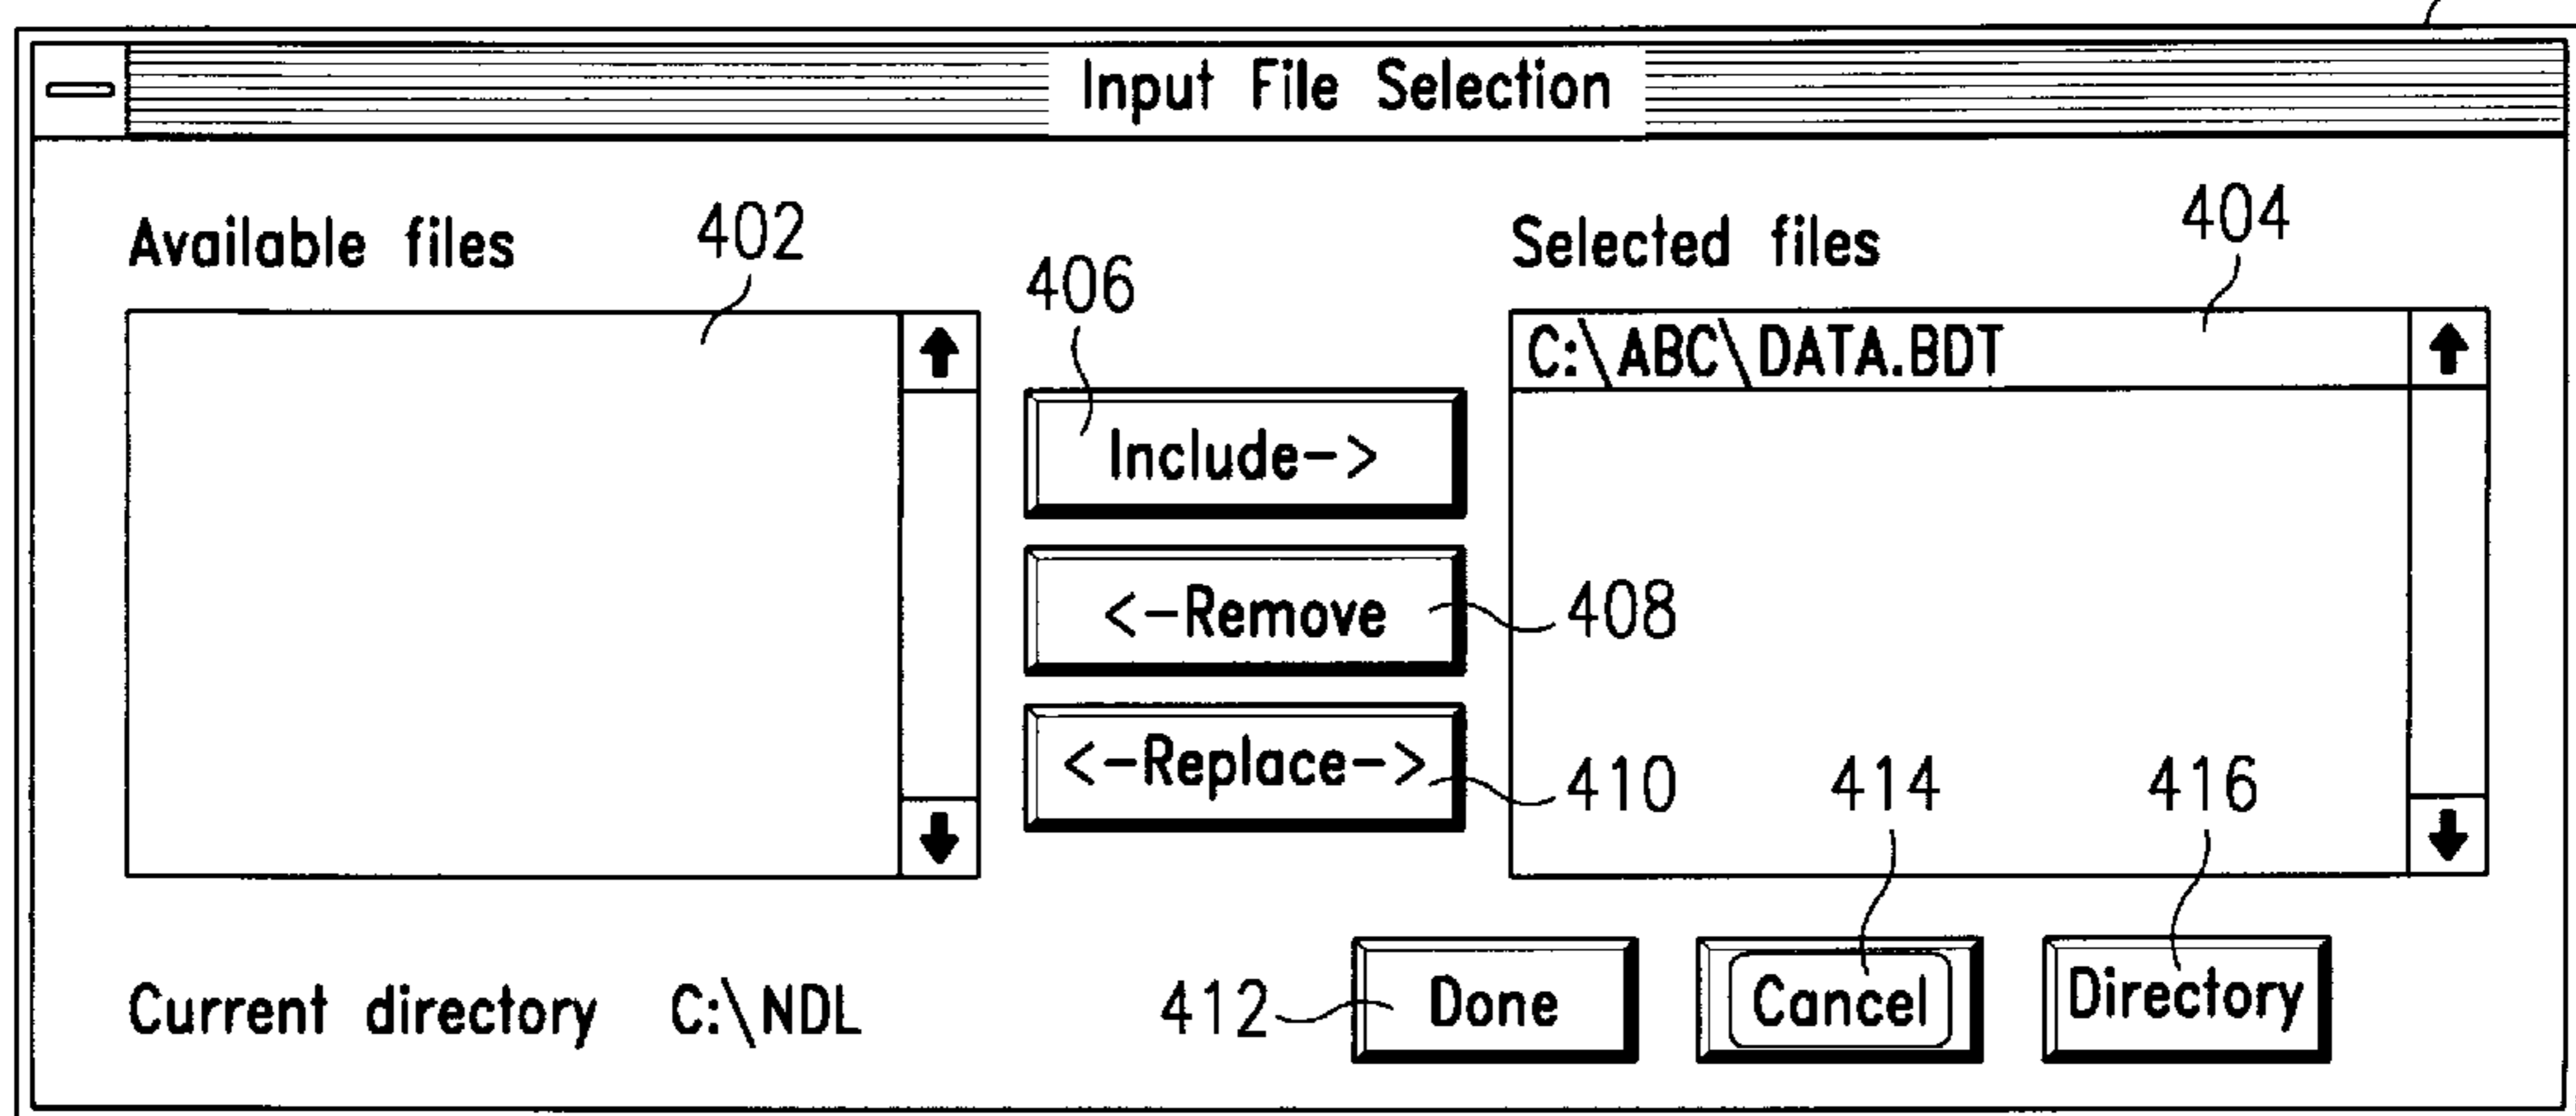 Input File Selection
Available files 402
Selected files 404
406
C:\ABC\DATA.BDT
Include->
<-Remove 408
<-Replace-> 410
414 416
Current directory C:\NDL
412 Done Cancel Directory